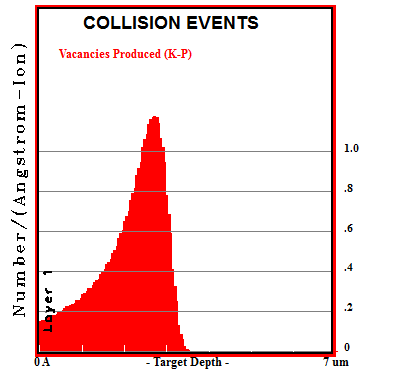 COLLISION EVENTS
Vacancies Produced (K-P)
Number/(Angstrom-Ion)
1.0
.8
.6
.4
.2
0
Layer 1
0 A
- Target Depth -
7 um